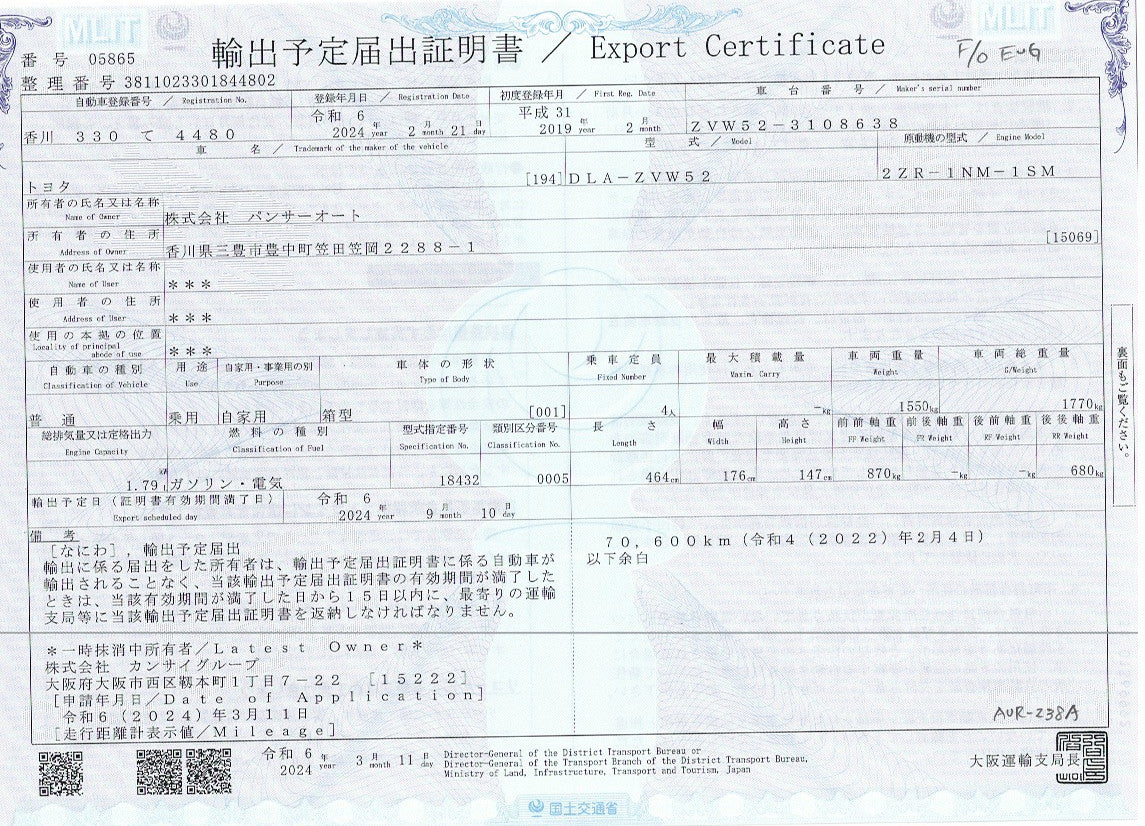 MLIT
MLIT
番 号 05865
輸出予定届出証明書 / Export Certificate
F/O EUG
整理番号 3811023301844802
自動車登録番号 / Registration No.
登録年月日 / Registration Date
初度登録年月 / First Reg. Date
車台番号 / Maker's serial number
香川 330 て 4480
令和 6
2024 年 year 2 月 month 21 日 day
平成 31
2019 年 year 2 月 month
ZVW52-3108638
車名 / Trademark of the maker of the vehicle
型式 / Model
原動機の型式 / Engine Model
トヨタ
[194]
DLA-ZVW52
2ZR-1NM-1SM
所有者の氏名又は名称
Name of Owner
株式会社 パンサーオート
所有者の住所
Address of Owner
香川県三豊市豊中町笠田笠岡2288-1
[15069]
使用者の氏名又は名称
Name of User
***
使用者の住所
Address of User
***
使用の本拠の位置
Locality of principal
abode of use
***
自動車の種別
Classification of Vehicle
用途
Use
自家用・事業用の別
Purpose
車体の形状
Type of Body
乗車定員
Fixed Number
最大積載量
Maxim. Carry
車両重量
Weight
車両総重量
G/Weight
普通
乗用
自家用
箱型
[001]
4人
-kg
1550kg
1770kg
総排気量又は定格出力
Engine Capacity
燃料の種別
Classification of Fuel
型式指定番号
Specification No.
類別区分番号
Classification No.
長さ
Length
幅
Width
高さ
Height
前前軸重
FF Weight
前後軸重
FR Weight
後前軸重
RF Weight
後後軸重
RR Weight
kW
1.79 l
ガソリン・電気
18432
0005
464cm
176cm
147cm
870kg
-kg
-kg
680kg
輸出予定日(証明書有効期間満了日)
Export scheduled day
令和 6
2024 年 year 9 月 month 10 日 day
備考
[なにわ],輸出予定届出
輸出に係る届出をした所有者は、輸出予定届出証明書に係る自動車が
輸出されることなく、当該輸出予定届出証明書の有効期間が満了した
ときは、当該有効期間が満了した日から15日以内に、最寄りの運輸
支局等に当該輸出予定届出証明書を返納しなければなりません。
*一時抹消中所有者/Latest Owner*
株式会社 カンサイグループ
大阪府大阪市西区靱本町1丁目7-22 [15222]
[申請年月日/Date of Application]
令和6(2024)年3月11日
[走行距離計表示値/Mileage]
70,600km(令和4(2022)年2月4日)
以下余白
裏面もご覧ください。
AUR-238A
令和 6
2024 年 year 3 月 month 11 日 day
Director-General of the District Transport Bureau or
Director-General of the Transport Branch of the District Transport Bureau,
Ministry of Land, Infrastructure, Transport and Tourism, Japan
大阪運輸支局長
国土交通省